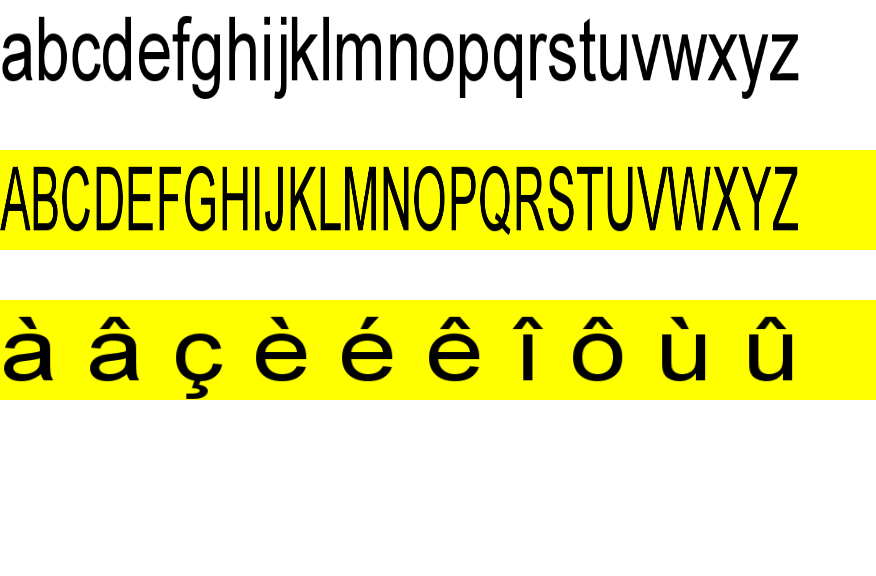 abcdefghijklmnopqrstuvwxyz
ABCDEFGHIJKLMNOPQRSTUVWXYZ
à â ç è é ê î ô ù û